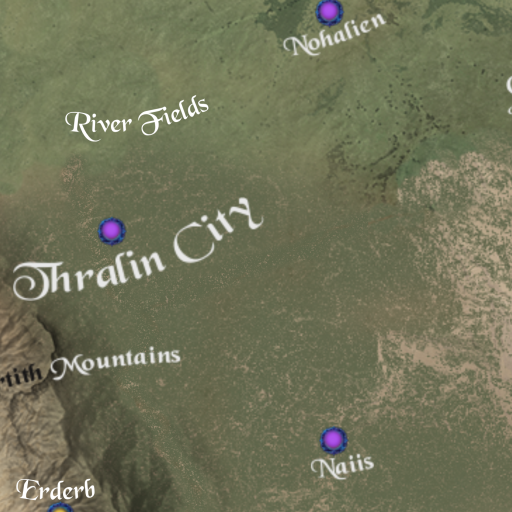 Nohalien
River Fields
Thralin City
Mountains
Naiis
Erderb